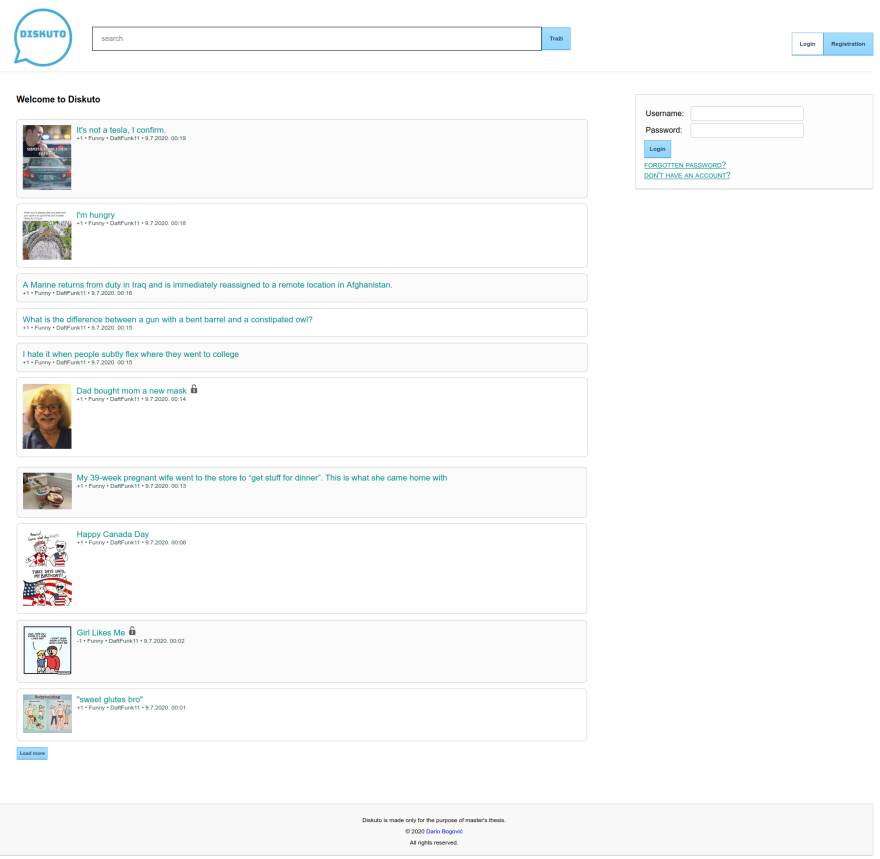 DISKUTO
search
Traži
Login
Registration
Welcome to Diskuto
It's not a tesla, I confirm.
+1 • Funny • DaftFunk11 • 9.7.2020. 00:19
I'm hungry
+1 • Funny • DaftFunk11 • 9.7.2020. 00:18
A Marine returns from duty in Iraq and is immediately reassigned to a remote location in Afghanistan.
+1 • Funny • DaftFunk11 • 9.7.2020. 00:16
What is the difference between a gun with a bent barrel and a constipated owl?
+1 • Funny • DaftFunk11 • 9.7.2020. 00:15
I hate it when people subtly flex where they went to college
+1 • Funny • DaftFunk11 • 9.7.2020. 00:15
Dad bought mom a new mask
+1 • Funny • DaftFunk11 • 9.7.2020. 00:14
My 39-week pregnant wife went to the store to "get stuff for dinner". This is what she came home with
+1 • Funny • DaftFunk11 • 9.7.2020. 00:13
Happy Canada Day
+1 • Funny • DaftFunk11 • 9.7.2020. 00:08
THREE DAYS UNTIL
MY BIRTHDAY!
Girl Likes Me
-1 • Funny • DaftFunk11 • 9.7.2020. 00:02
Bodybuilding
"sweet glutes bro"
+1 • Funny • DaftFunk11 • 9.7.2020. 00:01
Load more
Username:
Password:
Login
FORGOTTEN PASSWORD?
DON'T HAVE AN ACCOUNT?
Diskuto is made only for the purpose of master's thesis.
© 2020 Dario Bogović
All rights reserved.